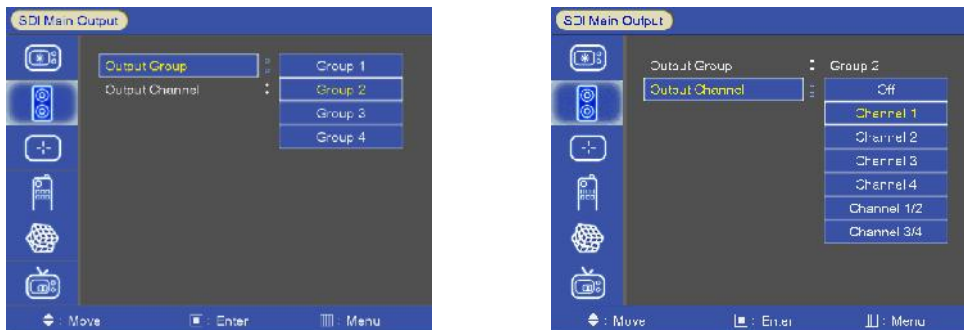 SDI Main Output
Output Group : Group 1
Output Channel : Group 2
Group 3
Group 4
: Move : Enter : Menu
SDI Main Output
Output Group : Group 2
Output Channel : Off
Channel 1
Channel 2
Channel 3
Channel 4
Channel 1/2
Channel 3/4
: Move : Enter : Menu